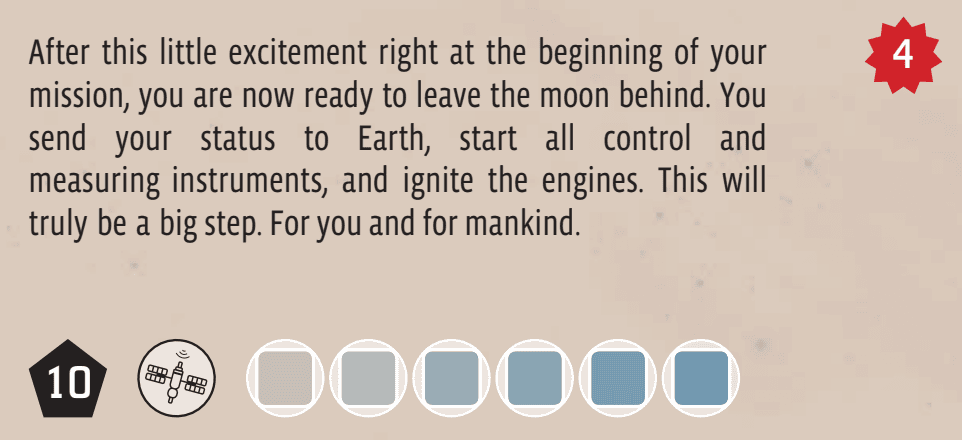 After this little excitement right at the beginning of your
mission, you are now ready to leave the moon behind. You
send your status to Earth, start all control and
measuring instruments, and ignite the engines. This will
truly be a big step. For you and for mankind.
4
10